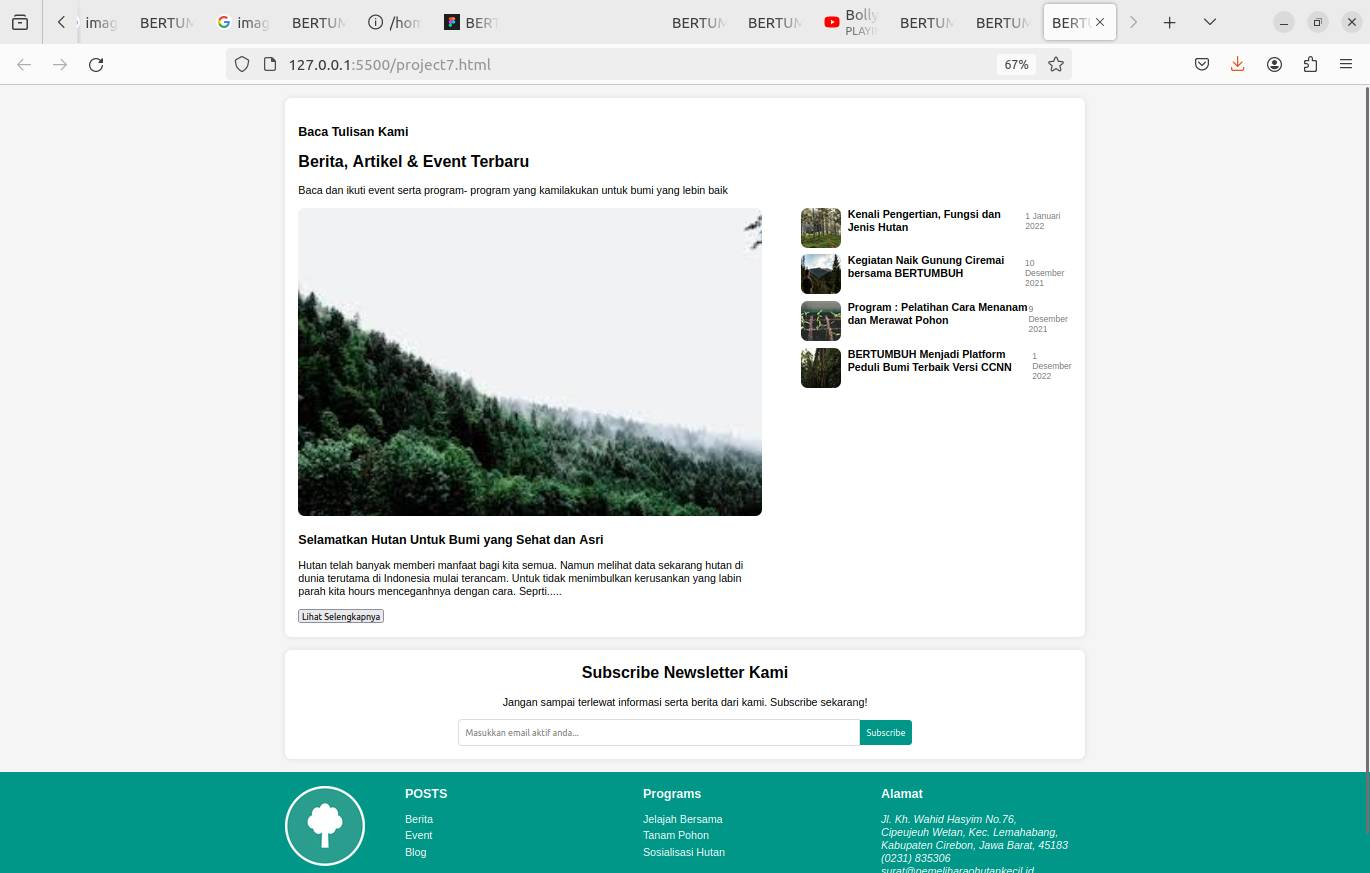 imag
BERTUM
imag
BERTUM
/hom
BERT
BERTUM
BERTUM
Bolly
PLAYI
BERTUM
BERTUM
BERTU
127.0.0.1:5500/project7.html
67%
Baca Tulisan Kami
Berita, Artikel & Event Terbaru
Baca dan ikuti event serta program- program yang kamilakukan untuk bumi yang lebin baik
Kenali Pengertian, Fungsi dan
Jenis Hutan
1 Januari
2022
Kegiatan Naik Gunung Ciremai
bersama BERTUMBUH
10
Desember
2021
Program : Pelatihan Cara Menanam
dan Merawat Pohon
9
Desember
2021
BERTUMBUH Menjadi Platform
Peduli Bumi Terbaik Versi CCNN
1
Desember
2022
Selamatkan Hutan Untuk Bumi yang Sehat dan Asri
Hutan telah banyak memberi manfaat bagi kita semua. Namun melihat data sekarang hutan di
dunia terutama di Indonesia mulai terancam. Untuk tidak menimbulkan kerusankan yang labin
parah kita hours menceganhnya dengan cara. Seprti.....
Lihat Selengkapnya
Subscribe Newsletter Kami
Jangan sampai terlewat informasi serta berita dari kami. Subscribe sekarang!
Masukkan email aktif anda...
Subscribe
POSTS
Berita
Event
Blog
Programs
Jelajah Bersama
Tanam Pohon
Sosialisasi Hutan
Alamat
Jl. Kh. Wahid Hasyim No.76,
Cipeujeuh Wetan, Kec. Lemahabang,
Kabupaten Cirebon, Jawa Barat, 45183
(0231) 835306
surat@pemeliharaohutankecil.id